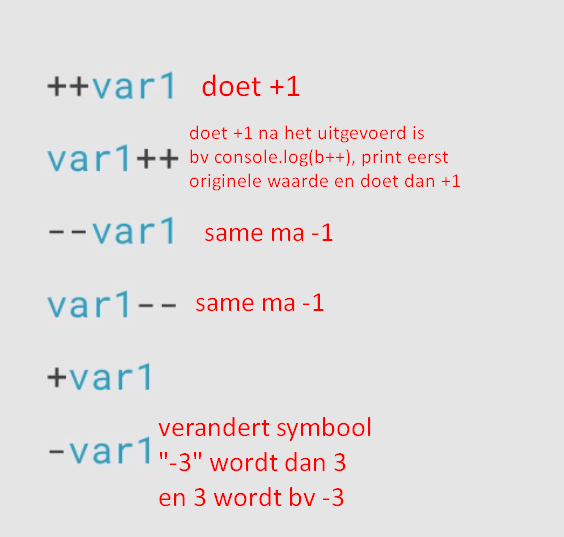 ++var1 doet +1
var1++ doet +1 na het uitgevoerd is
bv console.log(b++), print eerst
originele waarde en doet dan +1
--var1 same ma -1
var1-- same ma -1
+var1
-var1 verandert symbool
"-3" wordt dan 3
en 3 wordt bv -3